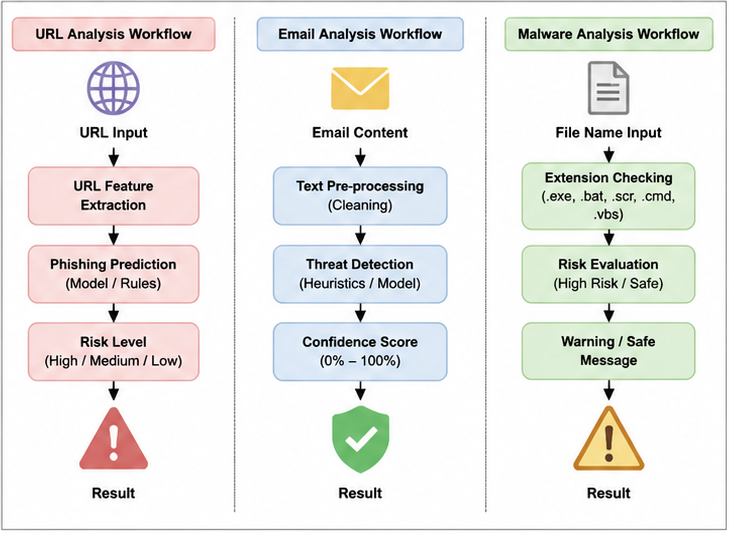 URL Analysis Workflow
URL Input
URL Feature
Extraction
Phishing Prediction
(Model / Rules)
Risk Level
(High / Medium / Low)
Result
Email Analysis Workflow
Email Content
Text Pre-processing
(Cleaning)
Threat Detection
(Heuristics / Model)
Confidence Score
(0% – 100%)
Result
Malware Analysis Workflow
File Name Input
Extension Checking
(.exe, .bat, .scr, .cmd,
.vbs)
Risk Evaluation
(High Risk / Safe)
Warning / Safe
Message
Result